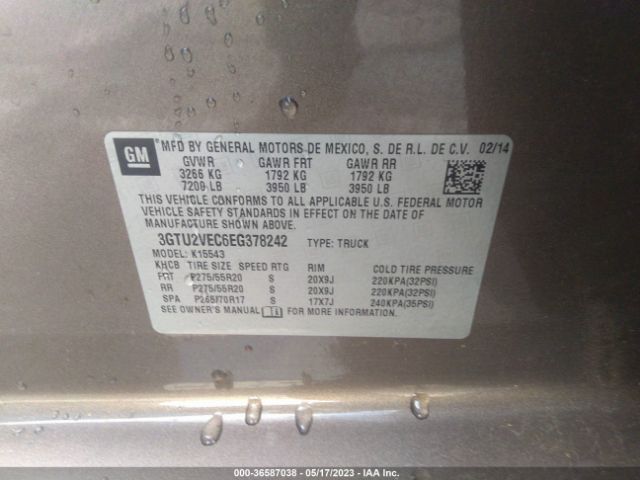 GM MFD BY GENERAL MOTORS DE MEXICO, S. DE R.L. DE C.V. 02/14
GVWR GAWR FRT GAWR RR
3266 KG 1792 KG 1792 KG
7200 LB 3950 LB 3950 LB
THIS VEHICLE CONFORMS TO ALL APPLICABLE U.S. FEDERAL MOTOR
VEHICLE SAFETY STANDARDS IN EFFECT ON THE DATE OF
MANUFACTURE SHOWN ABOVE.
3GTU2VEC6EG378242 TYPE: TRUCK
MODEL: K15543
KHCB TIRE SIZE SPEED RTG RIM COLD TIRE PRESSURE
FRT P275/55R20 S 20X9J 220KPA(32PSI)
RR P275/55R20 S 20X9J 220KPA(32PSI)
SPA P265/70R17 S 17X7J 240KPA(35PSI)
SEE OWNER'S MANUAL FOR MORE INFORMATION.
000-36587038 - 05/17/2023 - IAA Inc.